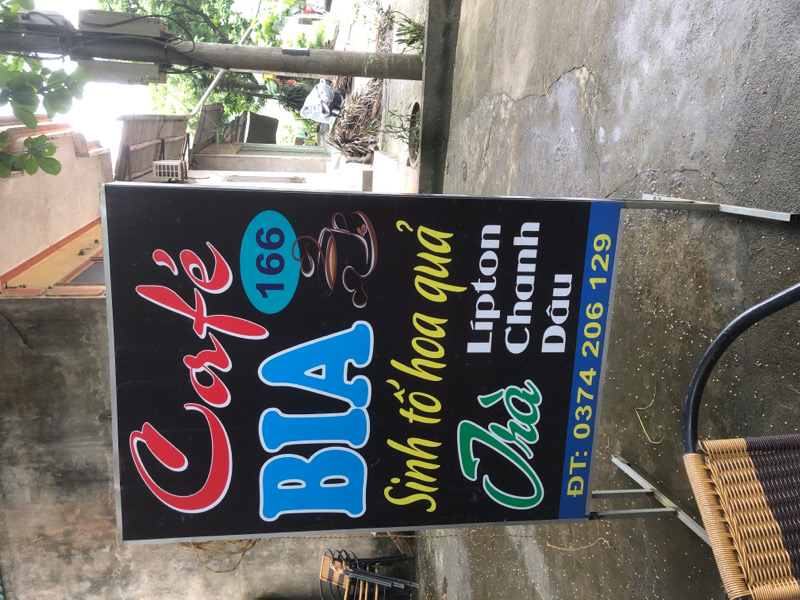 Café
166
BIA
Sinh tố hoa quả
Trà
Lípton
Chanh
Dâu
ĐT: 0374 206 129